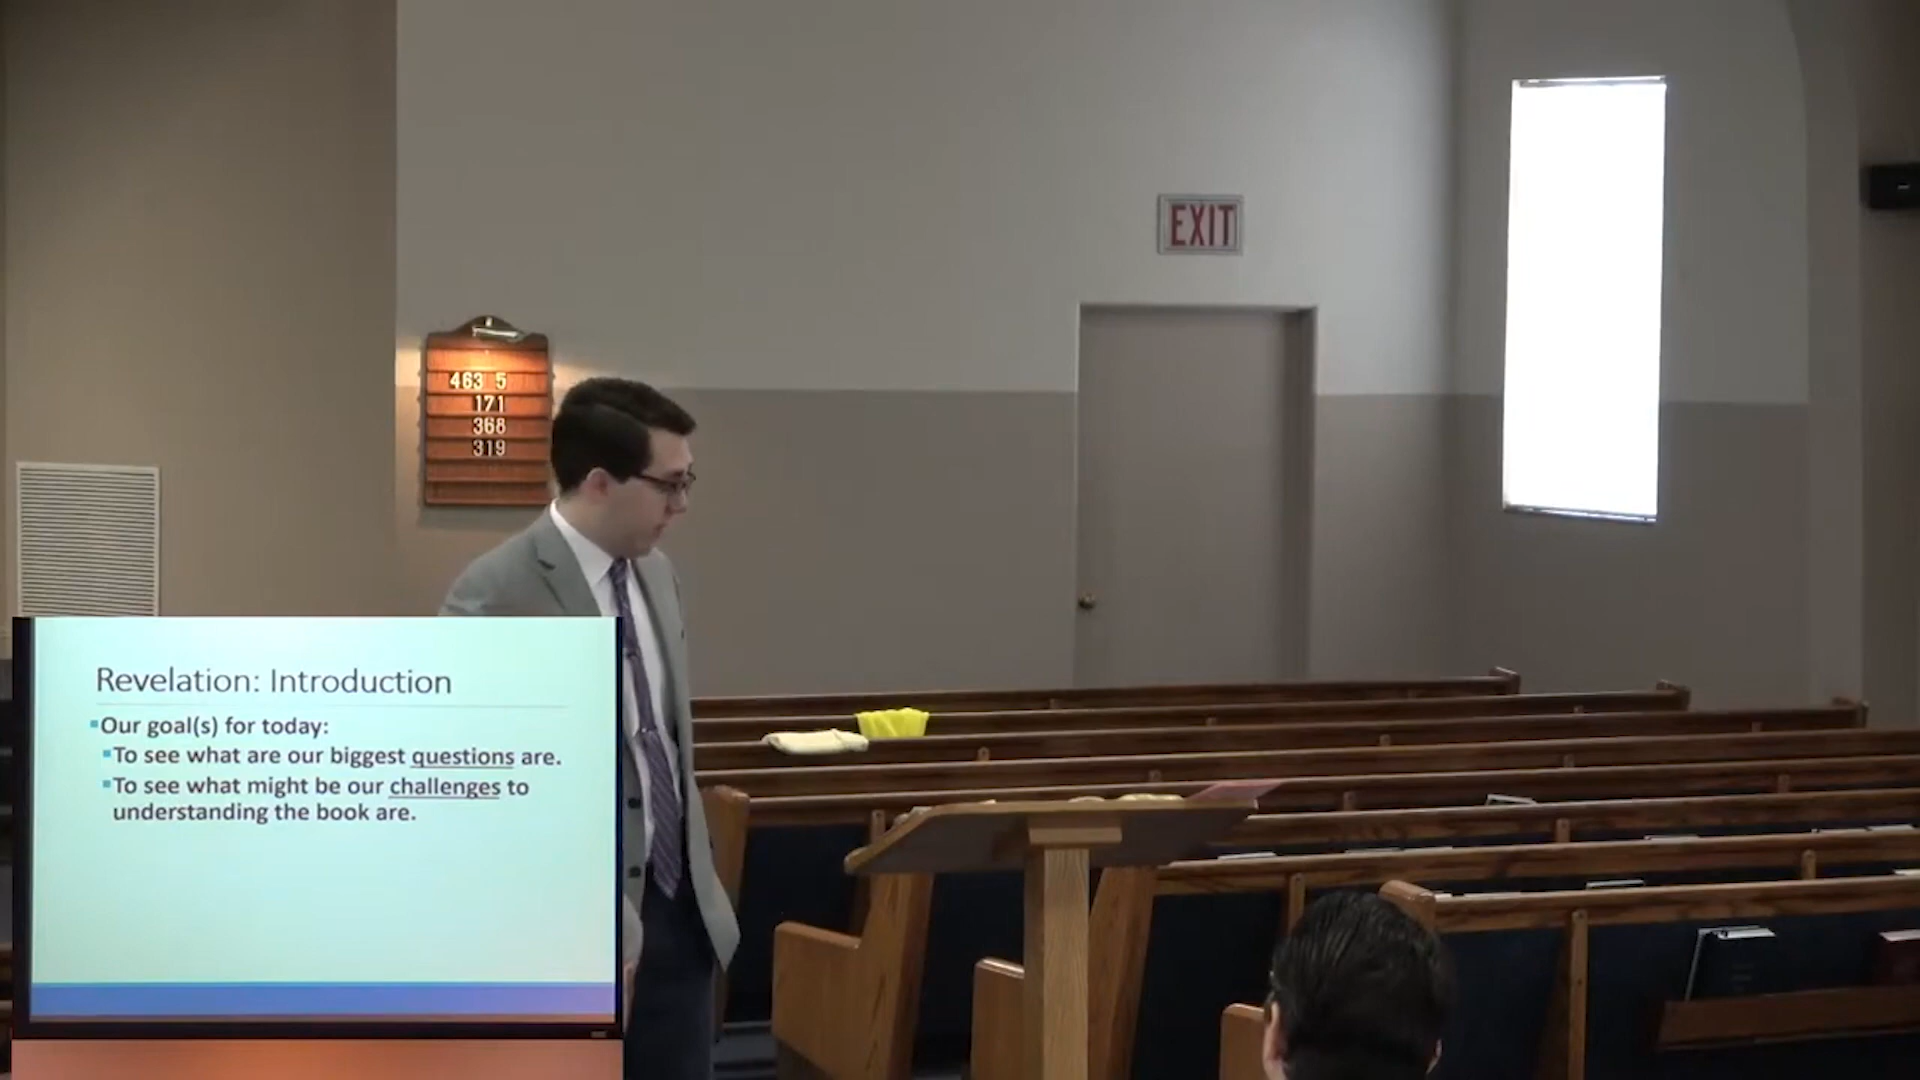 EXIT
463 5
171
368
319
Revelation: Introduction
Our goal(s) for today:
To see what are our biggest questions are.
To see what might be our challenges to
understanding the book are.